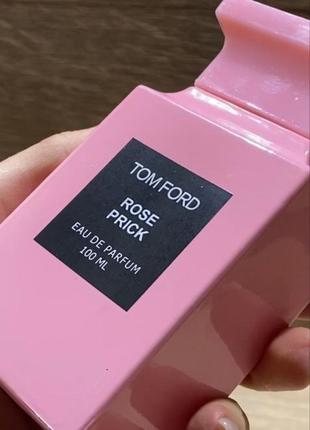 TOM FORD
ROSE
PRICK
EAU DE PARFUM
100 ML